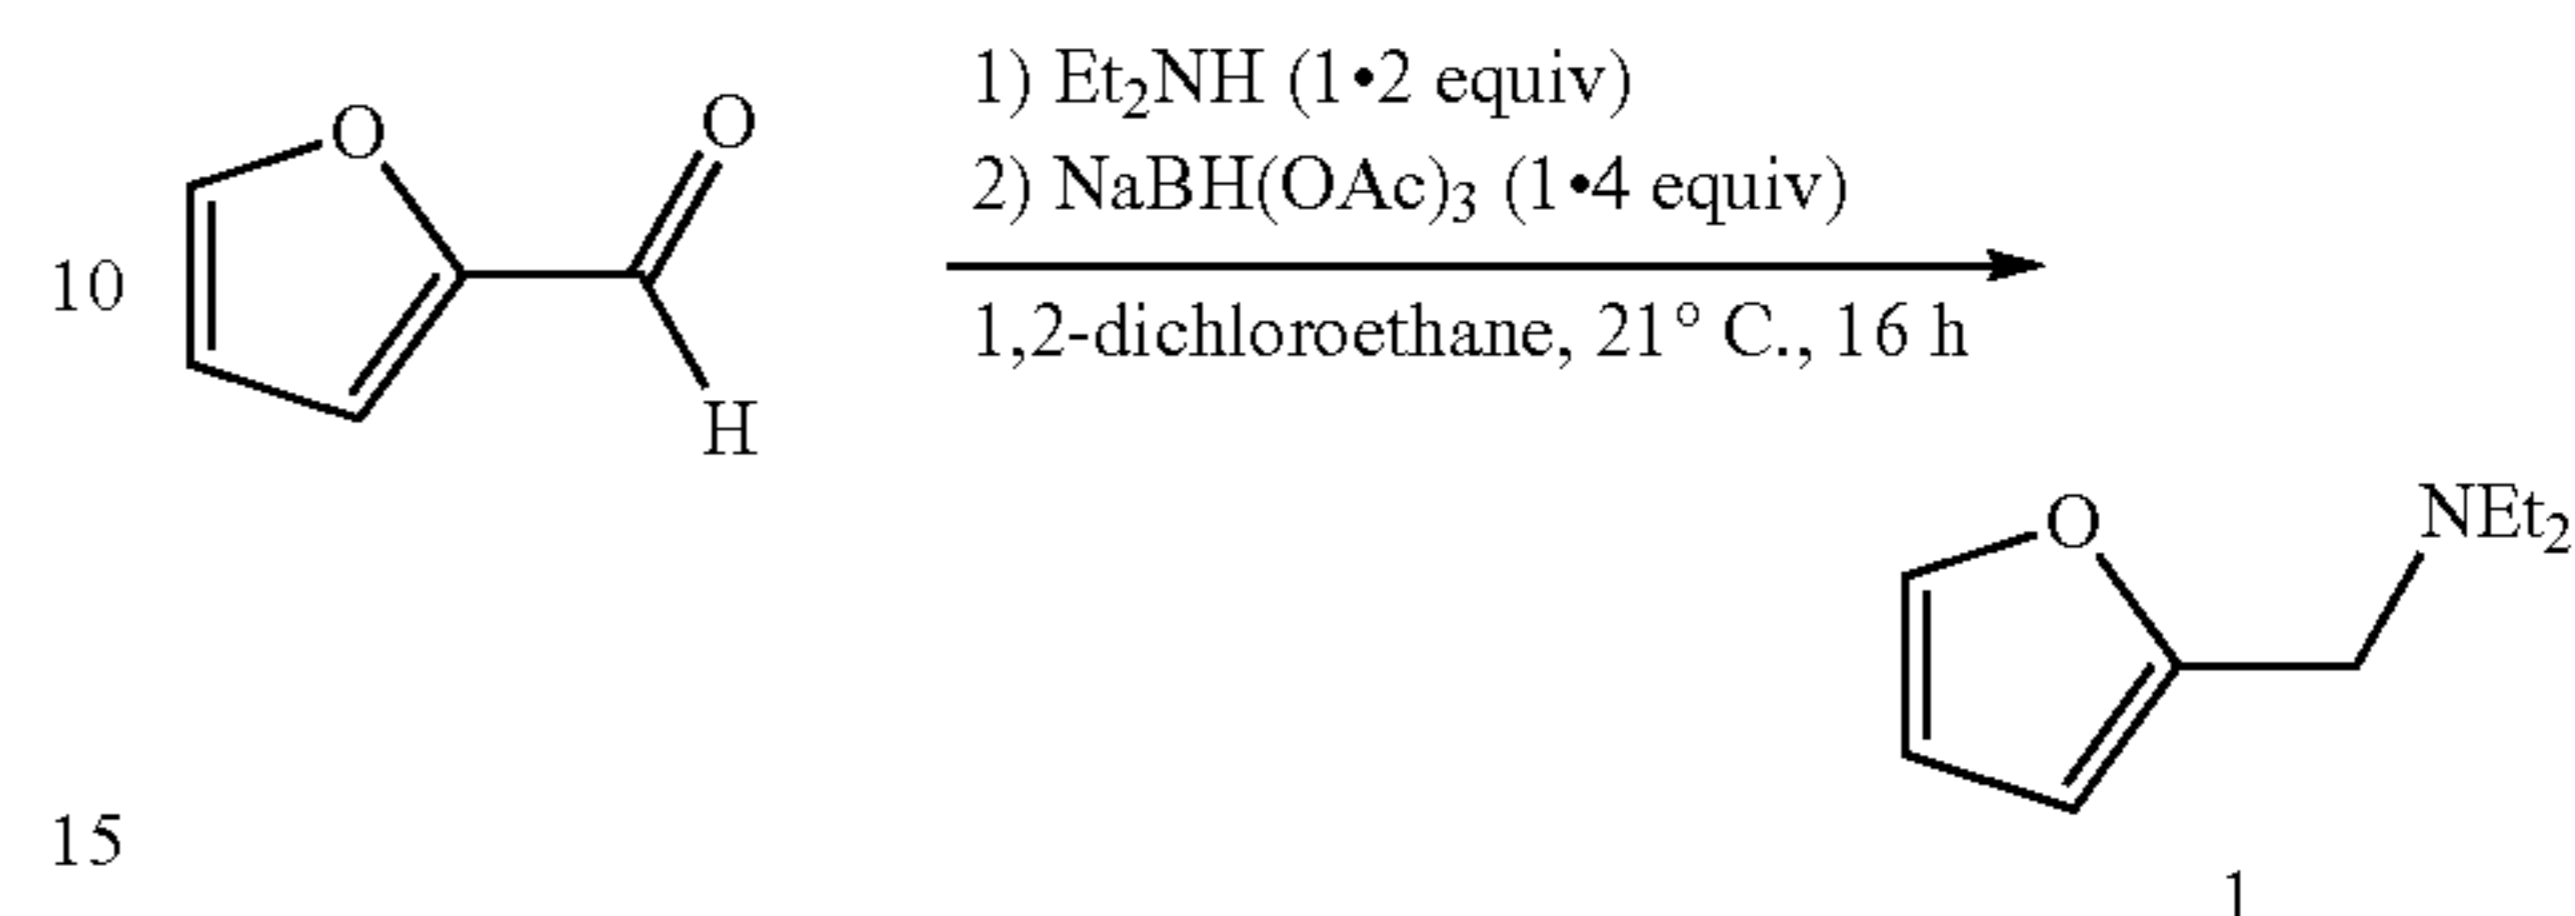 O
O
1) Et₂NH (1•2 equiv)
2) NaBH(OAc)₃ (1•4 equiv)
10
1,2-dichloroethane, 21° C., 16 h
H
NEt₂
O
15
1